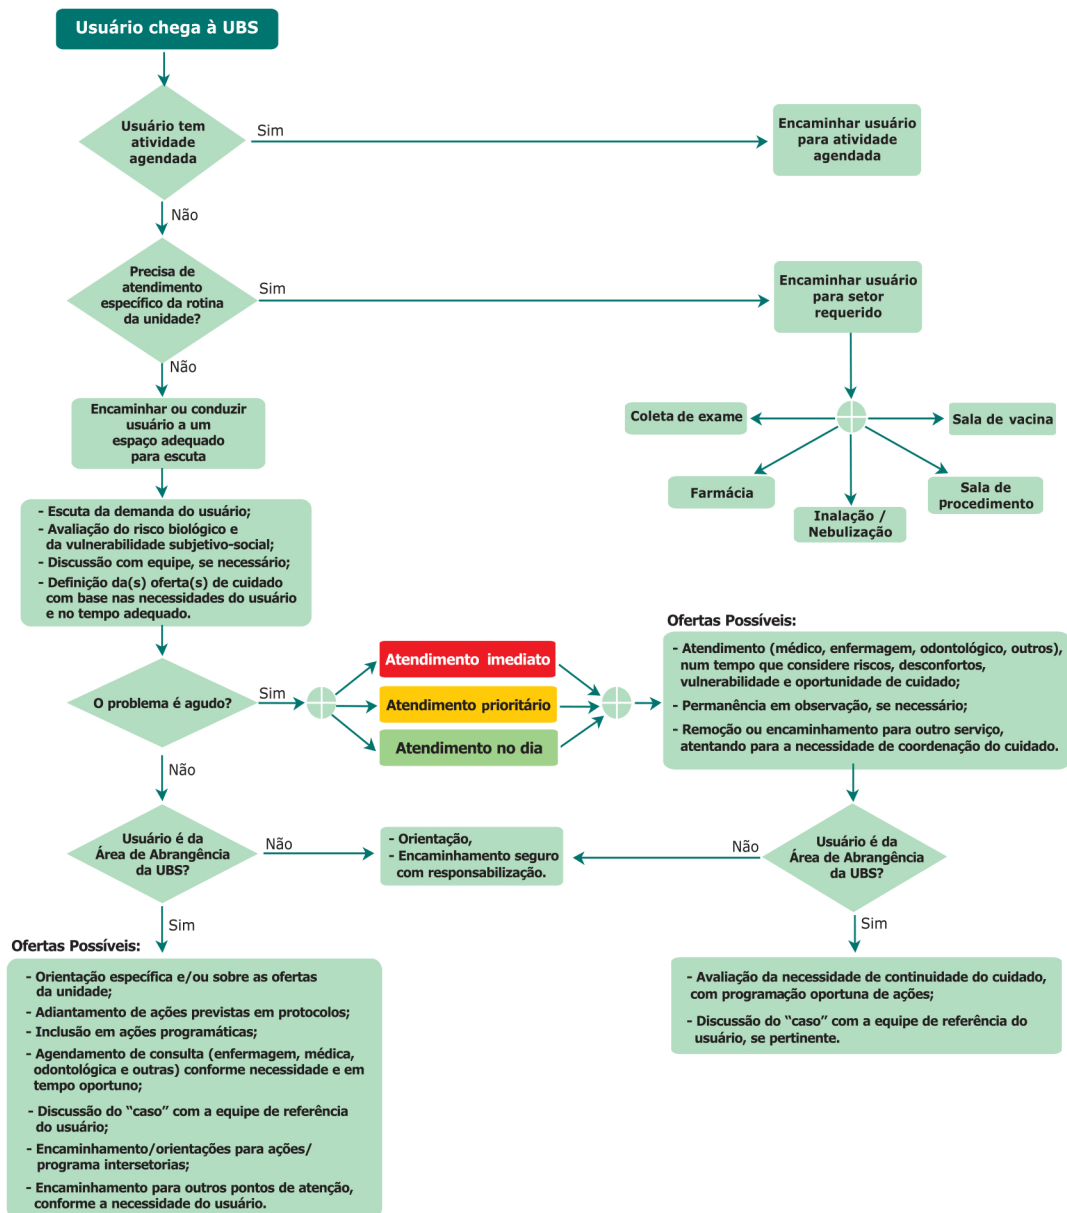 Usuário chega à UBS
Usuário tem
atividade
agendada
Sim
Encaminhar usuário
para atividade
agendada
Não
Precisa de
atendimento
específico da rotina
da unidade?
Sim
Encaminhar usuário
para setor
requerido
Não
Coleta de exame
Sala de vacina
Farmácia
Sala de
procedimento
Inalação /
Nebulização
Encaminhar ou conduzir
usuário a um
espaço adequado
para escuta
- Escuta da demanda do usuário;
- Avaliação do risco biológico e
da vulnerabilidade subjetivo-social;
- Discussão com equipe, se necessário;
- Definição da(s) oferta(s) de cuidado
com base nas necessidades do usuário
e no tempo adequado.
O problema é agudo?
Sim
Atendimento imediato
Atendimento prioritário
Atendimento no dia
Ofertas Possíveis:
- Atendimento (médico, enfermagem, odontológico, outros),
num tempo que considere riscos, desconfortos,
vulnerabilidade e oportunidade de cuidado;
- Permanência em observação, se necessário;
- Remoção ou encaminhamento para outro serviço,
atentando para a necessidade de coordenação do cuidado.
Não
Usuário é da
Área de Abrangência
da UBS?
Não
- Orientação,
- Encaminhamento seguro
com responsabilização.
Não
Usuário é da
Área de Abrangência
da UBS?
Sim
Sim
Ofertas Possíveis:
- Orientação específica e/ou sobre as ofertas
da unidade;
- Adiantamento de ações previstas em protocolos;
- Inclusão em ações programáticas;
- Agendamento de consulta (enfermagem, médica,
odontológica e outras) conforme necessidade e em
tempo oportuno;
- Discussão do “caso” com a equipe de referência
do usuário;
- Encaminhamento/orientações para ações/
programa intersetorias;
- Encaminhamento para outros pontos de atenção,
conforme a necessidade do usuário.
- Avaliação da necessidade de continuidade do cuidado,
com programação oportuna de ações;
- Discussão do “caso” com a equipe de referência do
usuário, se pertinente.